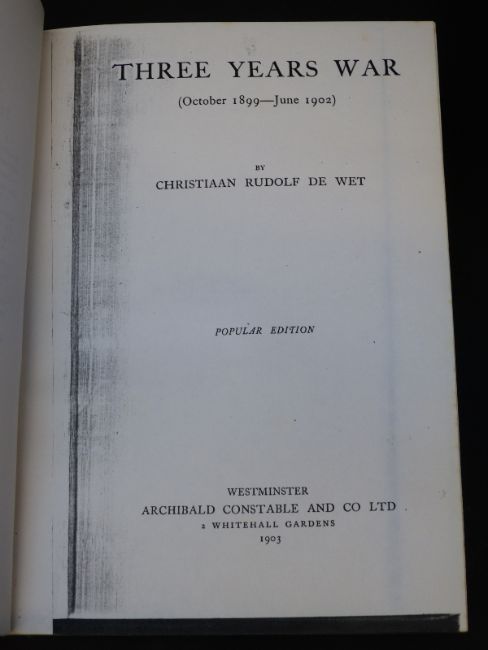 THREE YEARS WAR
(October 1899—June 1902)
BY
CHRISTIAAN RUDOLF DE WET
POPULAR EDITION
WESTMINSTER
ARCHIBALD CONSTABLE AND CO LTD
2 WHITEHALL GARDENS
1903